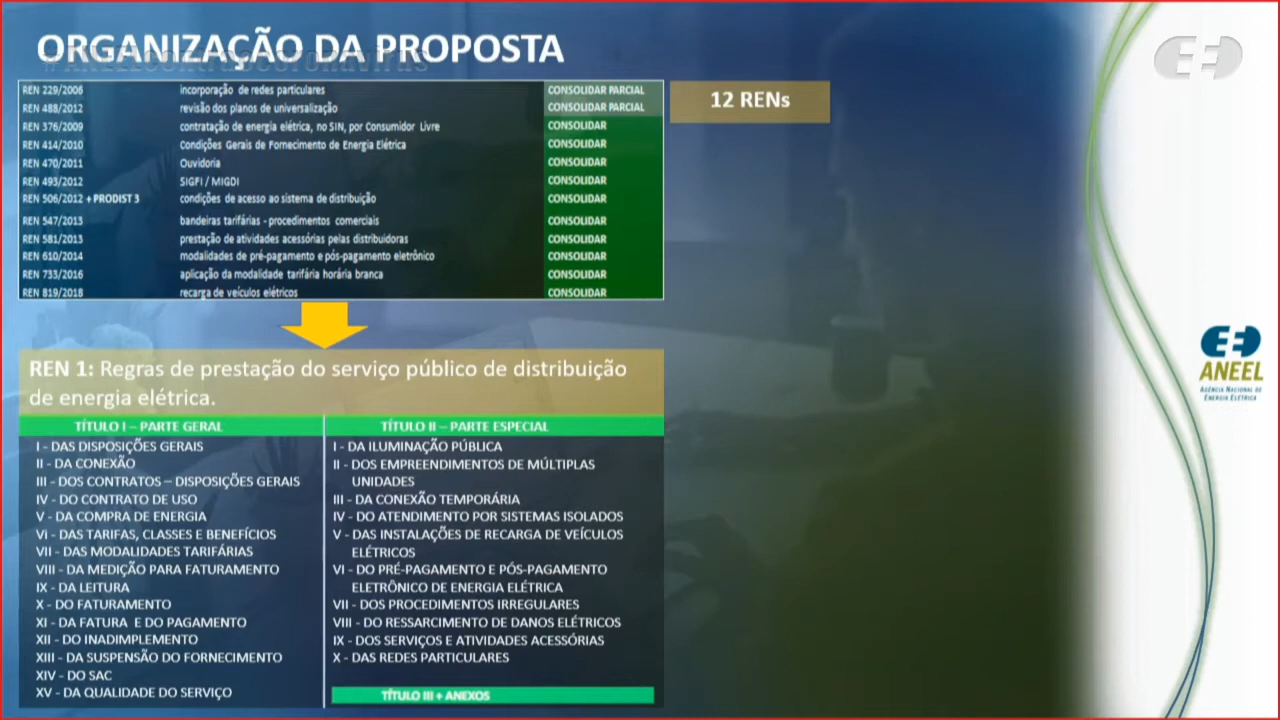 ORGANIZAÇÃO DA PROPOSTA
REN 229/2006 incorporação de redes particulares CONSOLIDAR PARCIAL
REN 488/2012 revisão dos planos de universalização CONSOLIDAR PARCIAL
REN 376/2009 contratação de energia elétrica, no SIN, por Consumidor Livre CONSOLIDAR
REN 414/2010 Condições Gerais de Fornecimento de Energia Elétrica CONSOLIDAR
REN 470/2011 Ouvidoria CONSOLIDAR
REN 493/2012 SIGFI / MIGDI CONSOLIDAR
REN 506/2012 + PRODIST 3 condições de acesso ao sistema de distribuição CONSOLIDAR
REN 547/2013 bandeiras tarifárias - procedimentos comerciais CONSOLIDAR
REN 581/2013 prestação de atividades acessórias pelas distribuidoras CONSOLIDAR
REN 610/2014 modalidades de pré-pagamento e pós-pagamento eletrônico CONSOLIDAR
REN 733/2016 aplicação da modalidade tarifária horária branca CONSOLIDAR
REN 819/2018 recarga de veículos elétricos CONSOLIDAR
12 RENs
REN 1: Regras de prestação do serviço público de distribuição
de energia elétrica.
TÍTULO I – PARTE GERAL
I - DAS DISPOSIÇÕES GERAIS
II - DA CONEXÃO
III - DOS CONTRATOS – DISPOSIÇÕES GERAIS
IV - DO CONTRATO DE USO
V - DA COMPRA DE ENERGIA
VI - DAS TARIFAS, CLASSES E BENEFÍCIOS
VII - DAS MODALIDADES TARIFÁRIAS
VIII - DA MEDIÇÃO PARA FATURAMENTO
IX - DA LEITURA
X - DO FATURAMENTO
XI - DA FATURA E DO PAGAMENTO
XII - DO INADIMPLEMENTO
XIII - DA SUSPENSÃO DO FORNECIMENTO
XIV - DO SAC
XV - DA QUALIDADE DO SERVIÇO
TÍTULO II – PARTE ESPECIAL
I - DA ILUMINAÇÃO PÚBLICA
II - DOS EMPREENDIMENTOS DE MÚLTIPLAS
UNIDADES
III - DA CONEXÃO TEMPORÁRIA
IV - DO ATENDIMENTO POR SISTEMAS ISOLADOS
V - DAS INSTALAÇÕES DE RECARGA DE VEÍCULOS
ELÉTRICOS
VI - DO PRÉ-PAGAMENTO E PÓS-PAGAMENTO
ELETRÔNICO DE ENERGIA ELÉTRICA
VII - DOS PROCEDIMENTOS IRREGULARES
VIII - DO RESSARCIMENTO DE DANOS ELÉTRICOS
IX - DOS SERVIÇOS E ATIVIDADES ACESSÓRIAS
X - DAS REDES PARTICULARES
TÍTULO III + ANEXOS
ANEEL
AGÊNCIA NACIONAL DE
ENERGIA ELÉTRICA